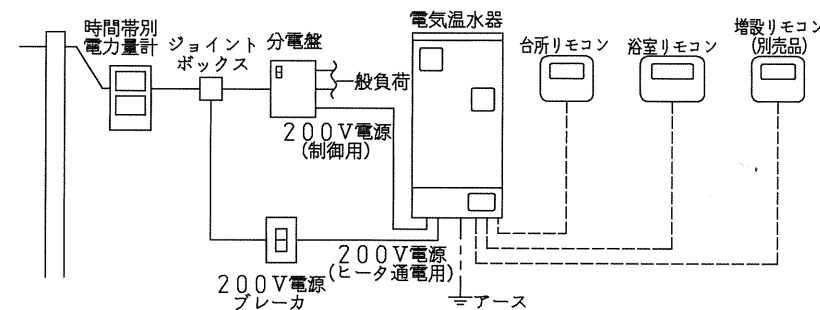 時間帯別
電力量計
ジョイント
ボックス
分電盤
一般負荷
200V電源
(制御用)
電気温水器
台所リモコン
浴室リモコン
増設リモコン
(別売品)
200V電源
(ヒータ通電用)
200V電源
ブレーカ
アース